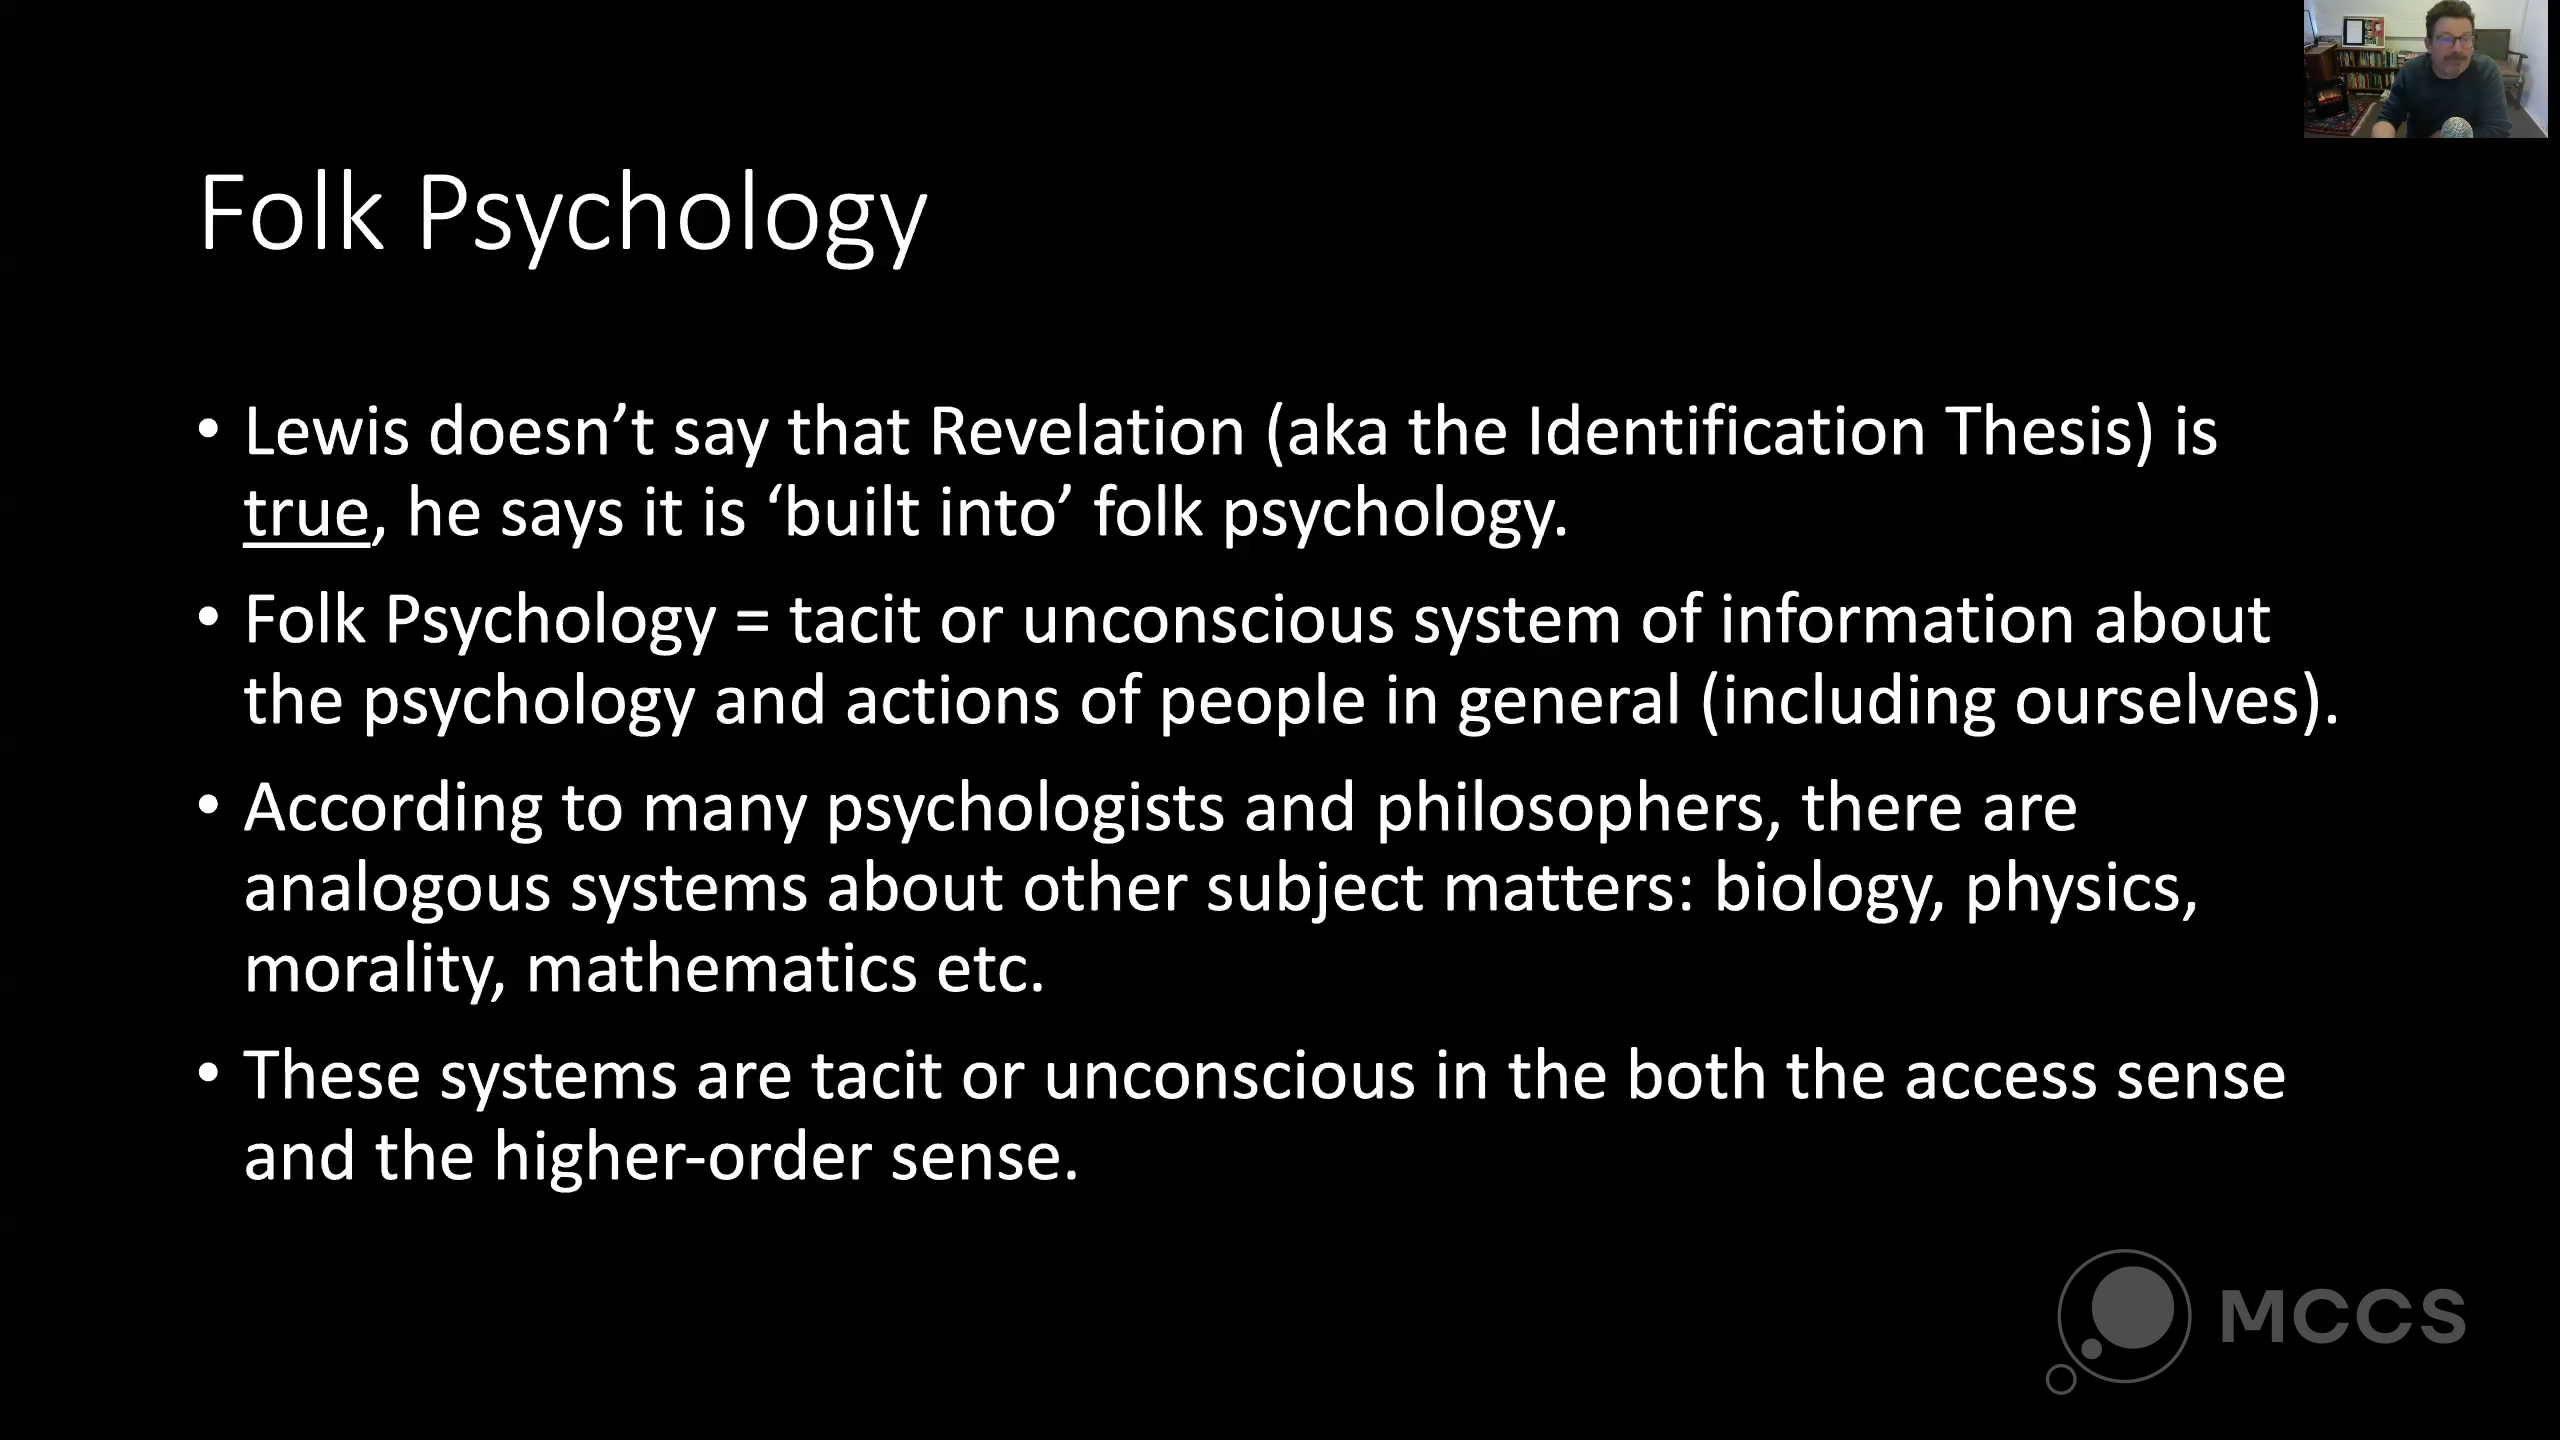 Folk Psychology
• Lewis doesn’t say that Revelation (aka the Identification Thesis) is
true, he says it is ‘built into’ folk psychology.
• Folk Psychology = tacit or unconscious system of information about
the psychology and actions of people in general (including ourselves).
• According to many psychologists and philosophers, there are
analogous systems about other subject matters: biology, physics,
morality, mathematics etc.
• These systems are tacit or unconscious in the both the access sense
and the higher-order sense.
MCCS